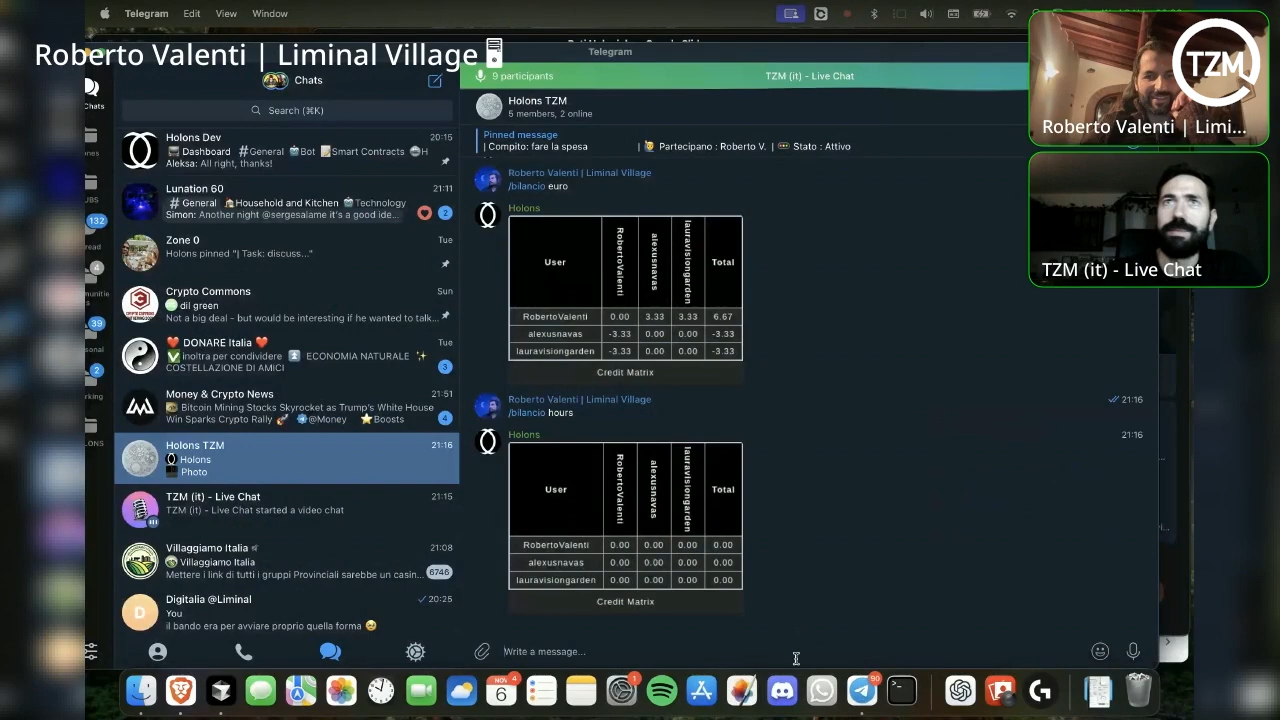 Telegram Edit View Window
Roberto Valenti | Liminal Village
Telegram
Chats
Search (⌘K)
Chats
Holons Dev 20:15
Dashboard #General Bot Smart Contracts H
Aleksa: All right, thanks!
Lunation 60 21:11
# General Household and Kitchen Technology
Simon: Another night @sergesalame it's a good ide... 2
132
Zone 0 Tue
Holons pinned "| Task: discuss..."
4
Crypto Commons Sun
dil green
Not a big deal - but would be interesting if he wanted to talk...
39
DONARE Italia Tue
inoltra per condividere ECONOMIA NATURALE
COSTELLAZIONE DI AMICI 3
2
Money & Crypto News 21:51
Bitcoin Mining Stocks Skyrocket as Trump's White House
Win Sparks Crypto Rally @Money Boosts 4
Holons TZM 21:16
Holons
Photo
TZM (it) - Live Chat 21:15
TZM (it) - Live Chat started a video chat
Villaggiamo Italia 21:08
Villaggiamo Italia
Mettere i link di tutti i gruppi Provinciali sarebbe un casin... 6746
Digitalia @Liminal 20:25
You
il bando era per avviare proprio quella forma
9 participants TZM (it) - Live Chat
Holons TZM
5 members, 2 online
Pinned message
| Compito: fare la spesa | Partecipano : Roberto V. | Stato : Attivo
Roberto Valenti | Liminal Village
/bilancio euro
Holons
User RobertoValenti alexusnavas lauravisiongarden Total
RobertoValenti 0.00 3.33 3.33 6.67
alexusnavas -3.33 0.00 0.00 -3.33
lauravisiongarden -3.33 0.00 0.00 -3.33
Credit Matrix
Roberto Valenti | Liminal Village 21:16
/bilancio hours
Holons 21:16
User RobertoValenti alexusnavas lauravisiongarden Total
RobertoValenti 0.00 0.00 0.00 0.00
alexusnavas 0.00 0.00 0.00 0.00
lauravisiongarden 0.00 0.00 0.00 0.00
Credit Matrix
Write a message...
TZM
Roberto Valenti | Limi...
TZM (it) - Live Chat
NOV 6
4
1
90